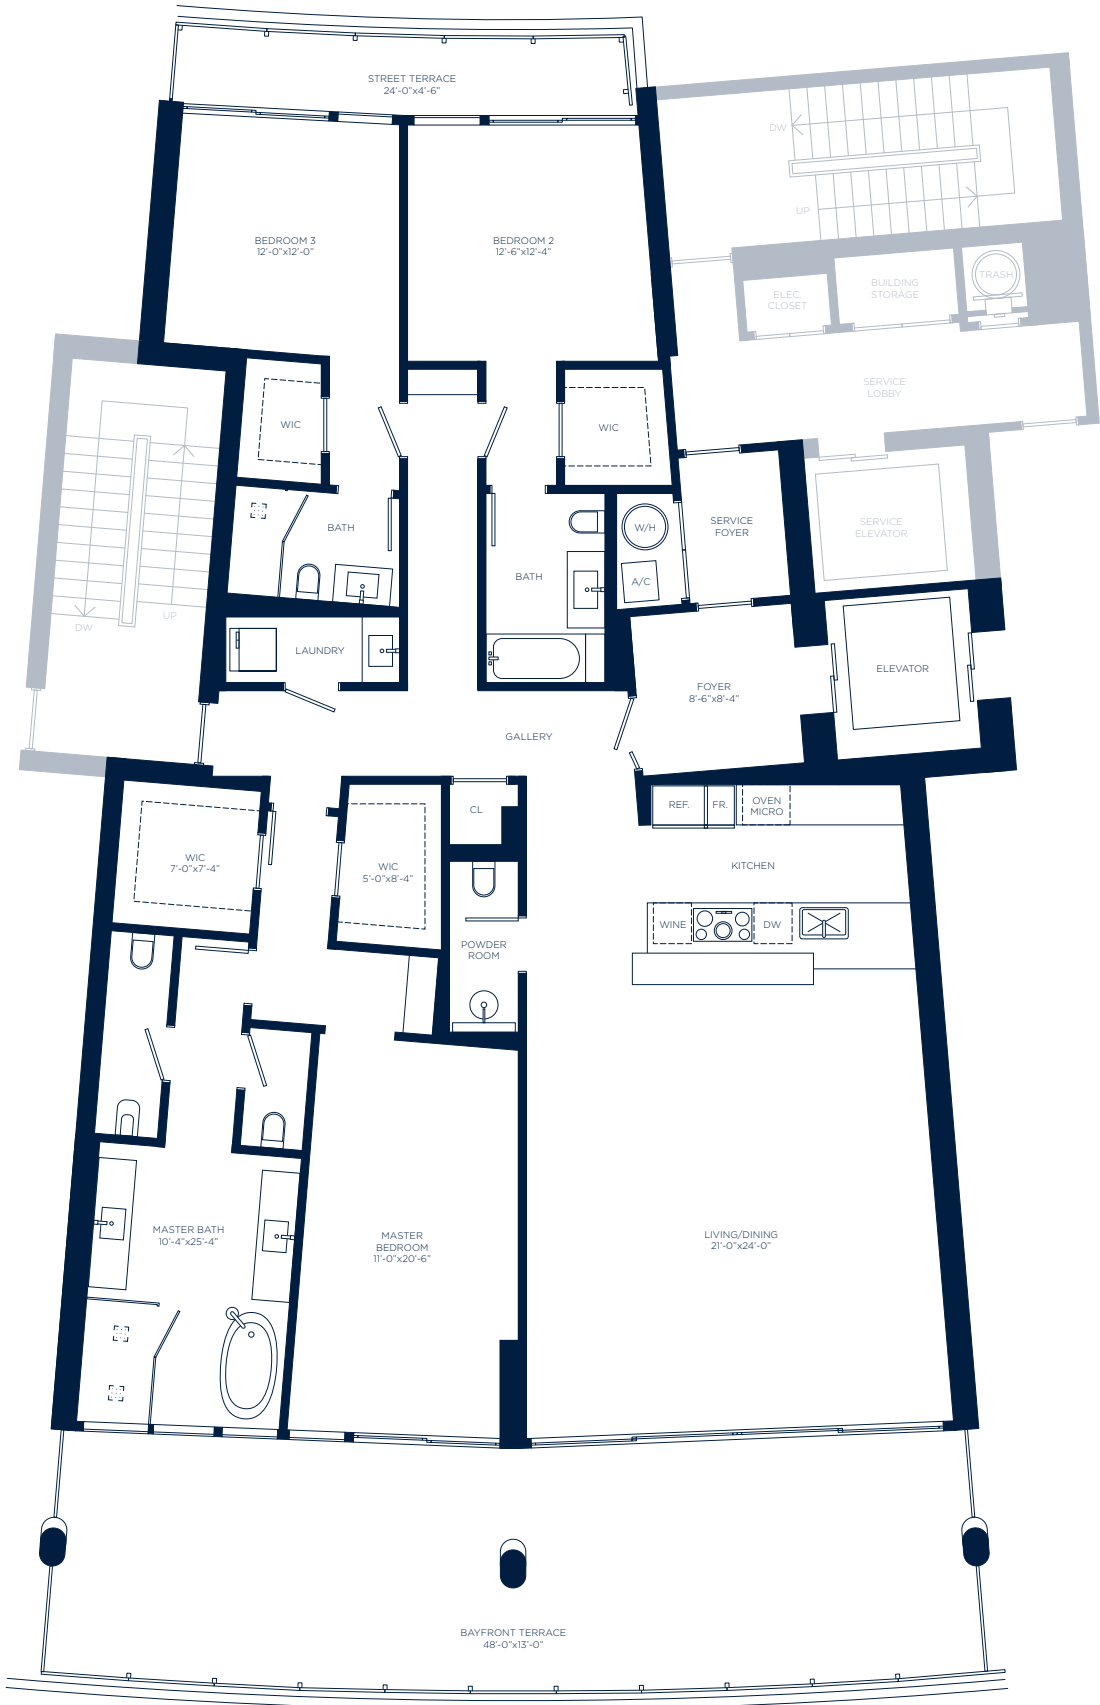 STREET TERRACE
24'-0"x4'-6"
DW
UP
BEDROOM 3
12'-0"x12'-0"
BEDROOM 2
12'-6"x12'-4"
TRASH
BUILDING
STORAGE
ELEC.
CLOSET
SERVICE
LOBBY
WIC
WIC
BATH
W/H
SERVICE
FOYER
SERVICE
ELEVATOR
BATH
A/C
DW
UP
LAUNDRY
ELEVATOR
FOYER
8'-6"x8'-4"
GALLERY
CL
REF.
FR.
OVEN
MICRO
WIC
7'-0"x7'-4"
WIC
5'-0"x8'-4"
KITCHEN
WINE
DW
POWDER
ROOM
MASTER BATH
10'-4"x25'-4"
MASTER
BEDROOM
11'-0"x20'-6"
LIVING/DINING
21'-0"x24'-0"
BAYFRONT TERRACE
48'-0"x13'-0"